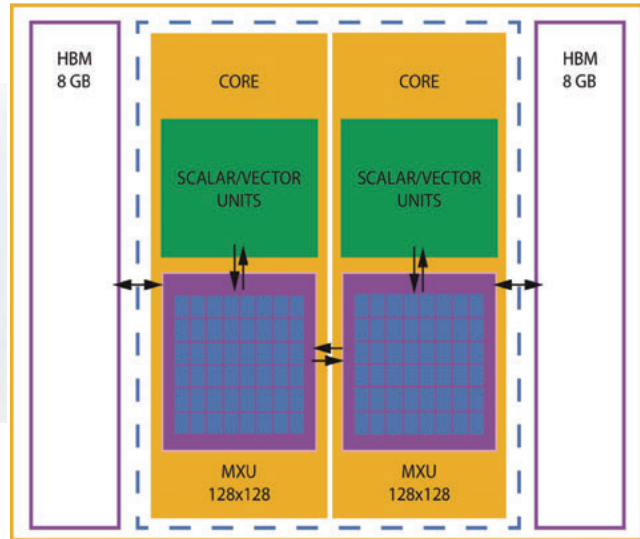 HBM
8 GB
CORE
SCALAR/VECTOR
UNITS
MXU
128x128
CORE
SCALAR/VECTOR
UNITS
MXU
128x128
HBM
8 GB